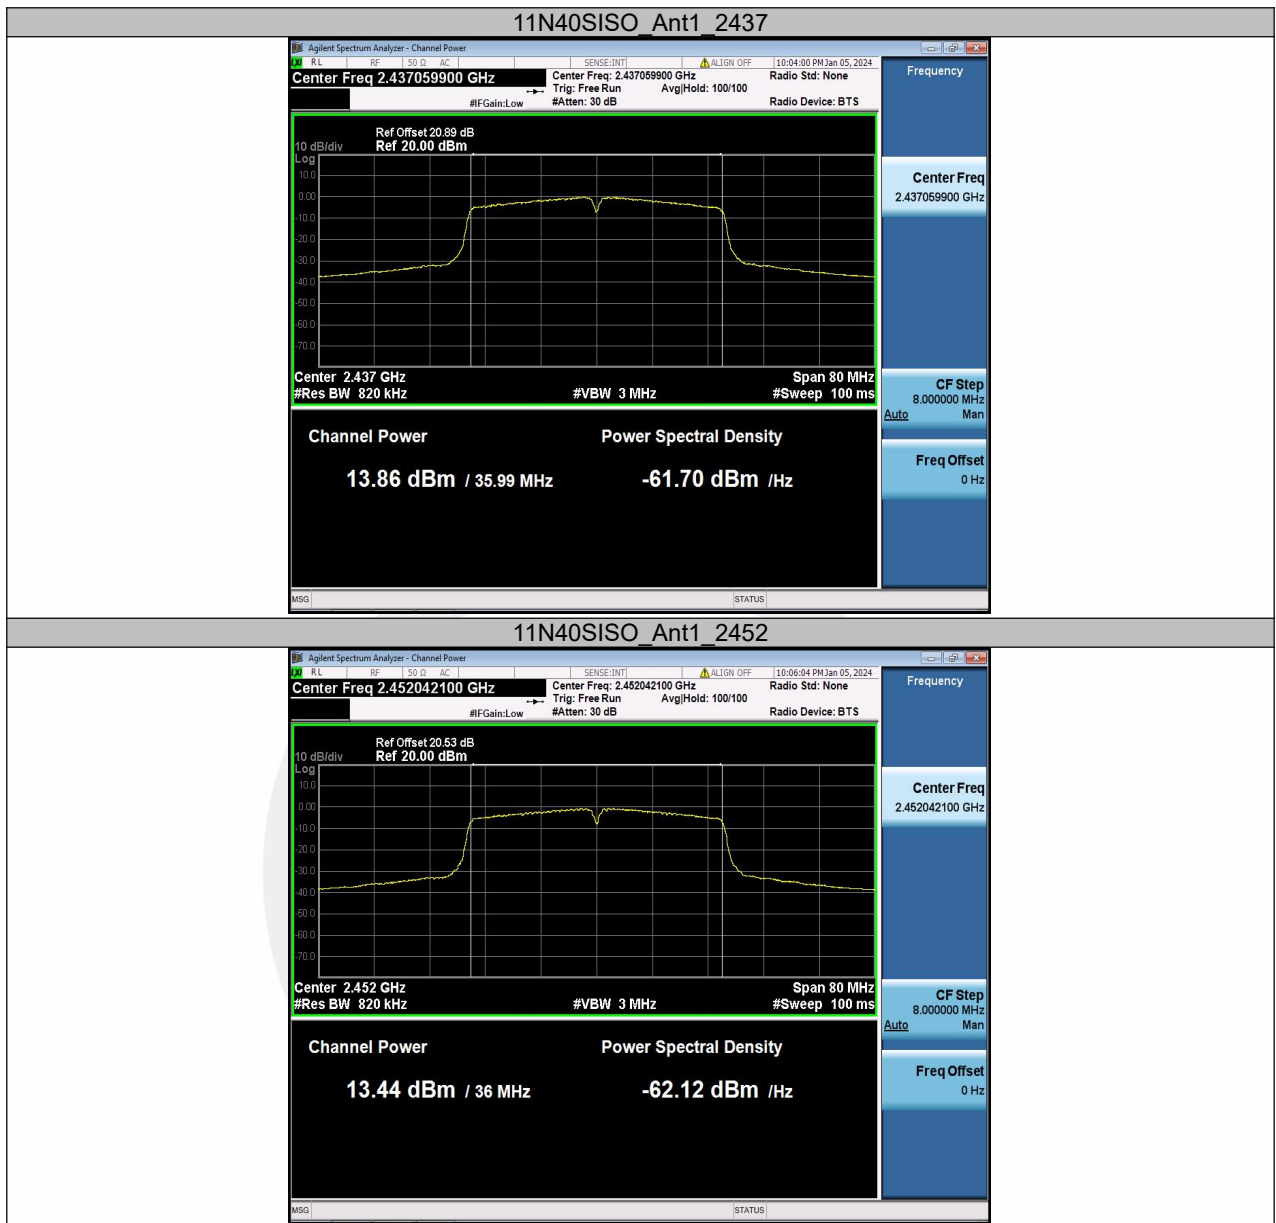 11N40SISO_Ant1_2437
Agilent Spectrum Analyzer - Channel Power
RL RF 50 Ω AC SENSE:INT ALIGN OFF 10:04:00 PM Jan 05, 2024
Center Freq 2.437059900 GHz
Center Freq: 2.437059900 GHz Radio Std: None
Trig: Free Run Avg|Hold: 100/100
#IFGain:Low #Atten: 30 dB Radio Device: BTS
Frequency
Ref Offset 20.89 dB
10 dB/div Ref 20.00 dBm
Log
10.0
0.00
-10.0
-20.0
-30.0
-40.0
-50.0
-60.0
-70.0
Center Freq
2.437059900 GHz
Center 2.437 GHz Span 80 MHz
#Res BW 820 kHz #VBW 3 MHz #Sweep 100 ms
CF Step
8.000000 MHz
Auto Man
Channel Power Power Spectral Density
13.86 dBm / 35.99 MHz -61.70 dBm /Hz
Freq Offset
0 Hz
MSG STATUS
11N40SISO_Ant1_2452
Agilent Spectrum Analyzer - Channel Power
RL RF 50 Ω AC SENSE:INT ALIGN OFF 10:06:04 PM Jan 05, 2024
Center Freq 2.452042100 GHz
Center Freq: 2.452042100 GHz Radio Std: None
Trig: Free Run Avg|Hold: 100/100
#IFGain:Low #Atten: 30 dB Radio Device: BTS
Frequency
Ref Offset 20.53 dB
10 dB/div Ref 20.00 dBm
Log
10.0
0.00
-10.0
-20.0
-30.0
-40.0
-50.0
-60.0
-70.0
Center Freq
2.452042100 GHz
Center 2.452 GHz Span 80 MHz
#Res BW 820 kHz #VBW 3 MHz #Sweep 100 ms
CF Step
8.000000 MHz
Auto Man
Channel Power Power Spectral Density
13.44 dBm / 36 MHz -62.12 dBm /Hz
Freq Offset
0 Hz
MSG STATUS